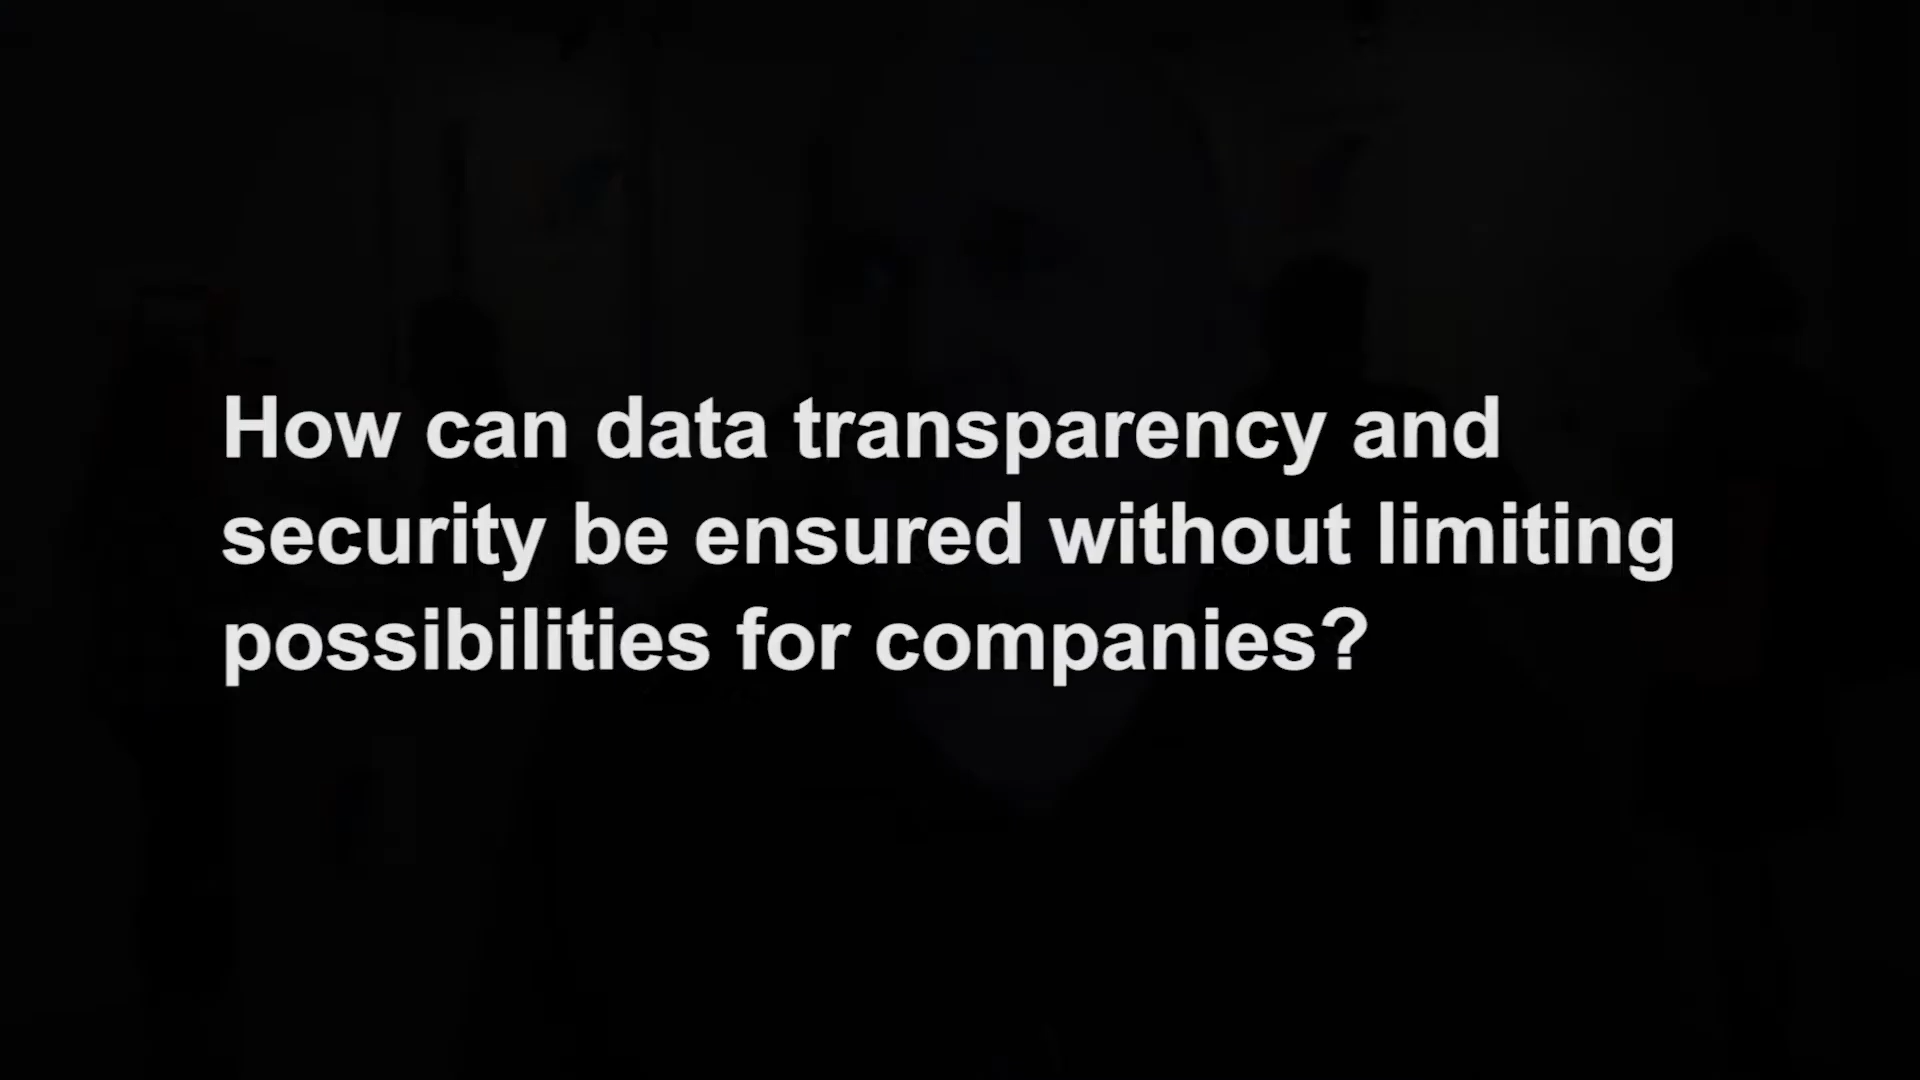 How can data transparency and
security be ensured without limiting
possibilities for companies?